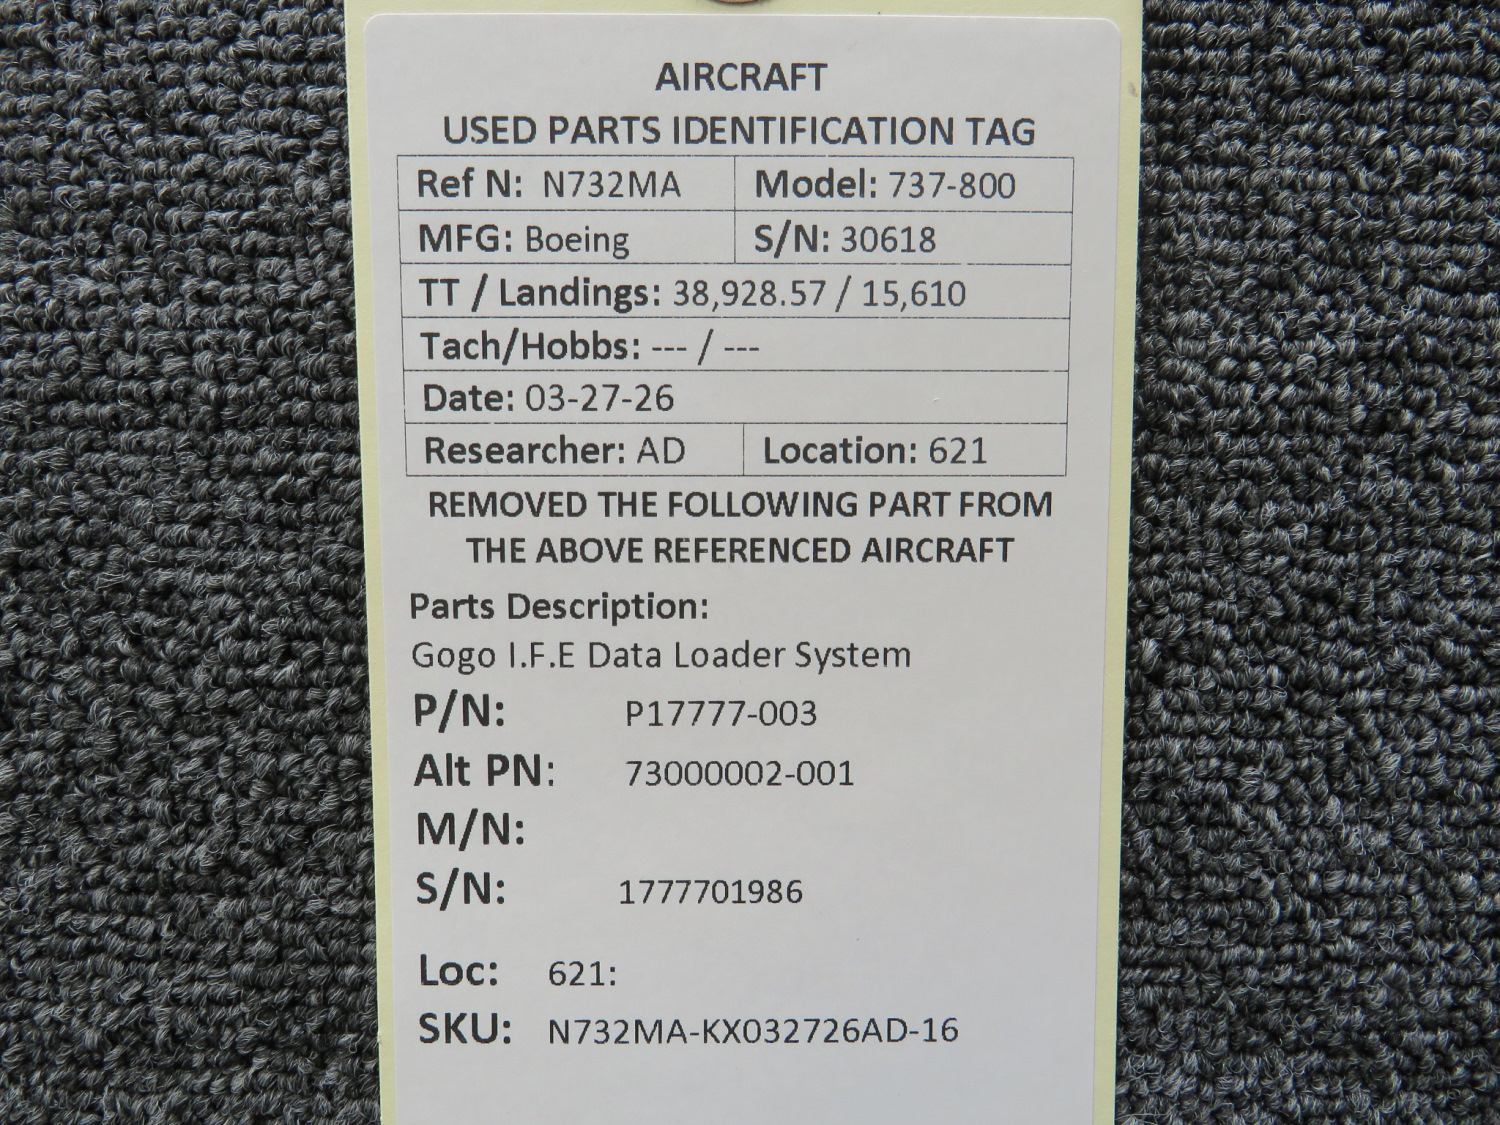 AIRCRAFT
USED PARTS IDENTIFICATION TAG
Ref N: N732MA Model: 737-800
MFG: Boeing S/N: 30618
TT / Landings: 38,928.57 / 15,610
Tach/Hobbs: --- / ---
Date: 03-27-26
Researcher: AD Location: 621
REMOVED THE FOLLOWING PART FROM
THE ABOVE REFERENCED AIRCRAFT
Parts Description:
Gogo I.F.E Data Loader System
P/N: P17777-003
Alt PN: 73000002-001
M/N:
S/N: 1777701986
Loc: 621:
SKU: N732MA-KX032726AD-16